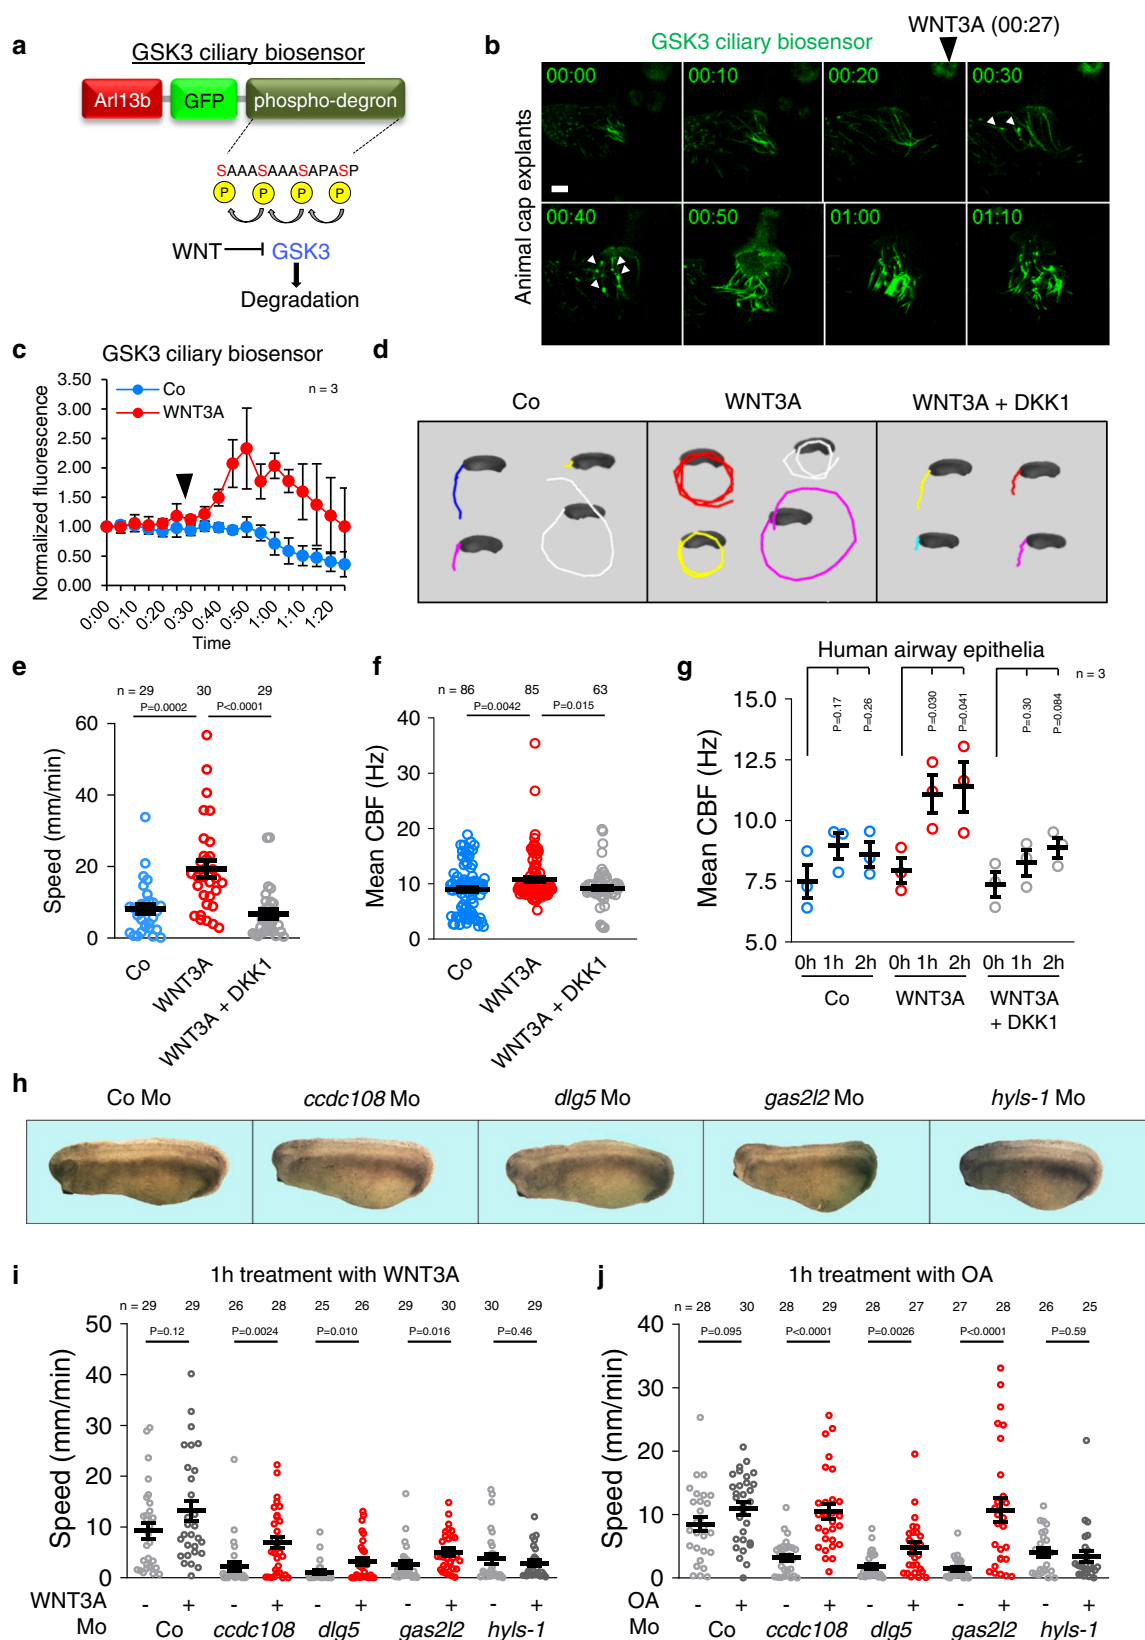 a
GSK3 ciliary biosensor
Arl13b
GFP
phospho-degron
SAAASAAASAPASP
P P P P
WNT
GSK3
Degradation
b
GSK3 ciliary biosensor
WNT3A (00:27)
Animal cap explants
00:00
00:10
00:20
00:30
00:40
00:50
01:00
01:10
c
GSK3 ciliary biosensor
Normalized fluorescence
3.50
3.00
2.50
2.00
1.50
1.00
0.50
0.00
Co
WNT3A
n = 3
0:00
0:10
0:20
0:30
0:40
0:50
1:00
1:10
1:20
Time
d
Co
WNT3A
WNT3A + DKK1
e
n = 29 30 29
P=0.0002 P<0.0001
Speed (mm/min)
60
40
20
0
Co
WNT3A
WNT3A + DKK1
f
n = 86 85 63
P=0.0042 P=0.015
Mean CBF (Hz)
40
30
20
10
0
Co
WNT3A
WNT3A + DKK1
g
Human airway epithelia
n = 3
P=0.17
P=0.26
P=0.030
P=0.041
P=0.30
P=0.084
Mean CBF (Hz)
15.0
12.5
10.0
7.5
5.0
0h 1h 2h 0h 1h 2h 0h 1h 2h
Co
WNT3A
WNT3A
+ DKK1
h
Co Mo
ccdc108 Mo
dlg5 Mo
gas2l2 Mo
hyls-1 Mo
i
1h treatment with WNT3A
n = 29 29 26 28 25 26 29 30 30 29
P=0.12 P=0.0024 P=0.010 P=0.016 P=0.46
Speed (mm/min)
50
40
30
20
10
0
WNT3A - + - + - + - + - +
Mo Co ccdc108 dlg5 gas2l2 hyls-1
j
1h treatment with OA
n = 28 30 28 29 28 27 27 28 26 25
P=0.095 P<0.0001 P=0.0026 P<0.0001 P=0.59
Speed (mm/min)
40
30
20
10
0
OA - + - + - + - + - +
Mo Co ccdc108 dlg5 gas2l2 hyls-1